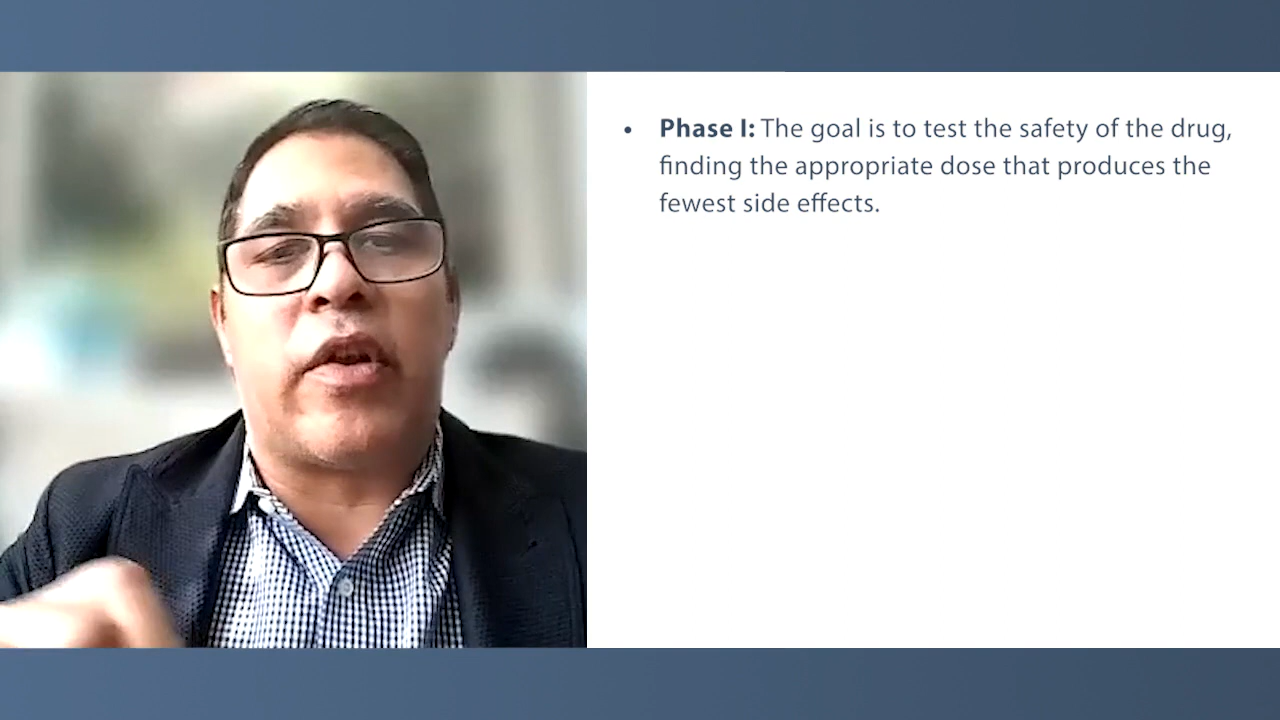 • Phase I: The goal is to test the safety of the drug,
finding the appropriate dose that produces the
fewest side effects.